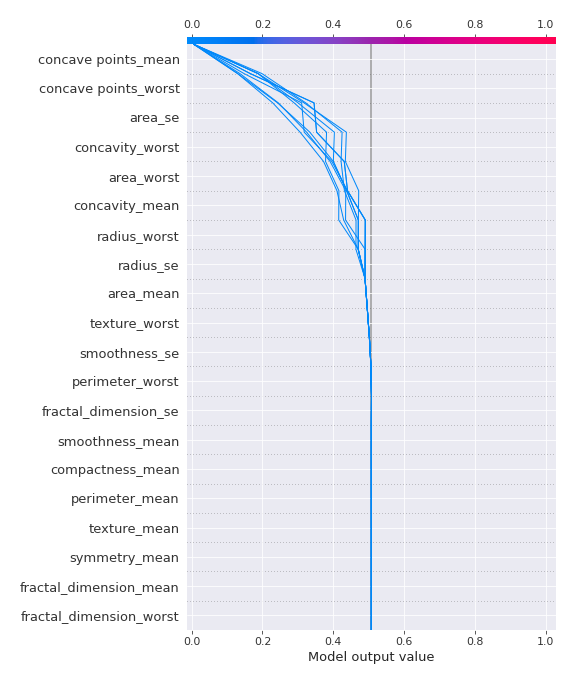 0.0 0.2 0.4 0.6 0.8 1.0
concave points_mean
concave points_worst
area_se
concavity_worst
area_worst
concavity_mean
radius_worst
radius_se
area_mean
texture_worst
smoothness_se
perimeter_worst
fractal_dimension_se
smoothness_mean
compactness_mean
perimeter_mean
texture_mean
symmetry_mean
fractal_dimension_mean
fractal_dimension_worst
0.0 0.2 0.4 0.6 0.8 1.0
Model output value